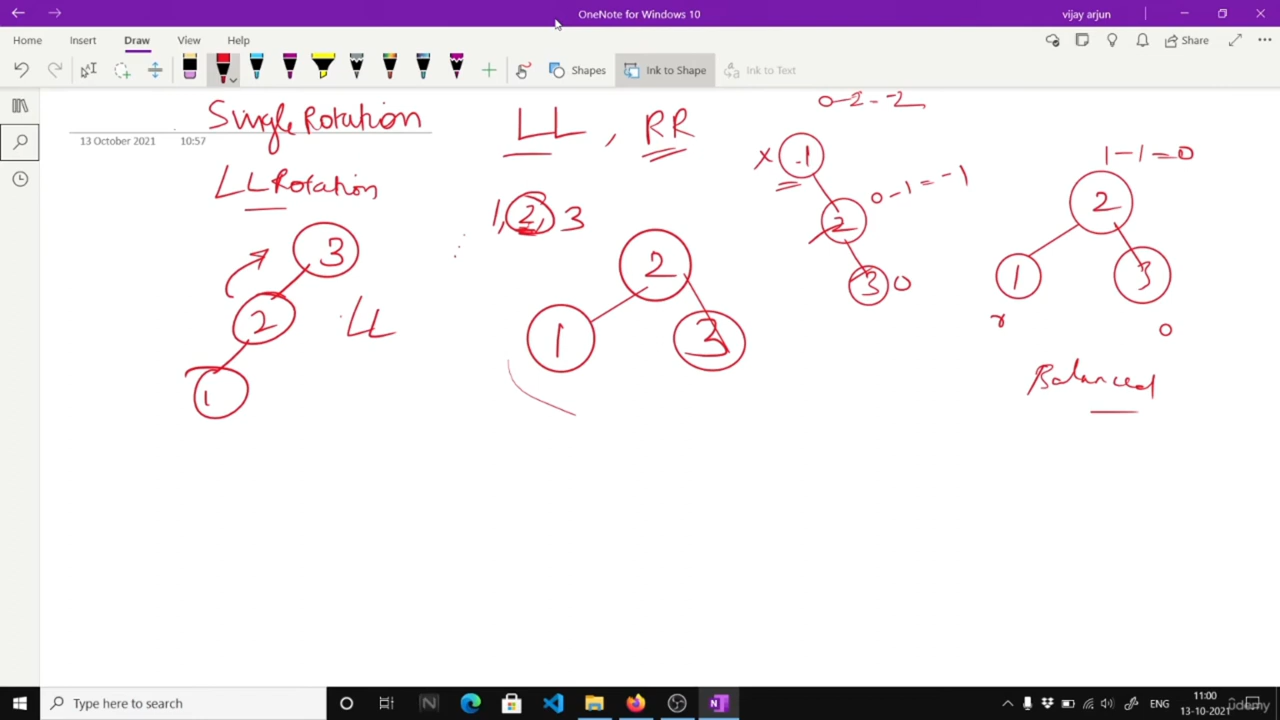 OneNote for Windows 10
vijay arjun
Home
Insert
Draw
View
Help
Share
Shapes
Ink to Shape
Ink to Text
Single Rotation
LL, RR
0-2=-2
13 October 2021
10:57
LL Rotation
1, 2, 3
x
1
2
3
0-1=-1
0
1-1=0
2
1
3
0
Balanced
3
2
1
LL
2
1
3
Type here to search
ENG
11:00
13-10-2021
udemy